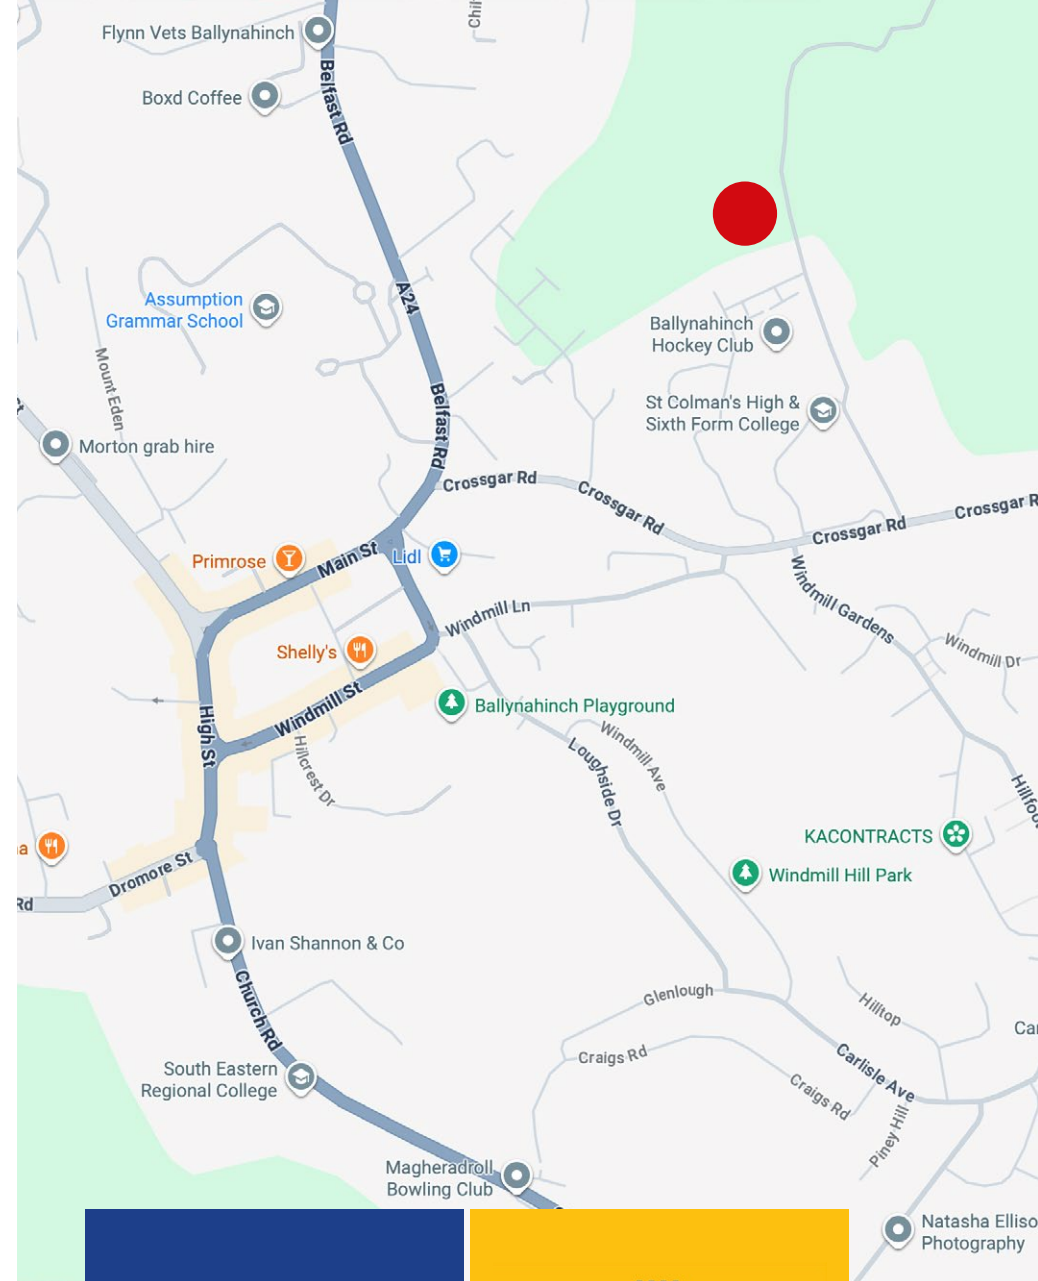 Flynn Vets Ballynahinch
Belfast Rd
Boxd Coffee
Assumption
Grammar School
A24
Ballynahinch
Hockey Club
Mount Eden
St Colman's High &
Sixth Form College
Belfast Rd
Morton grab hire
Crossgar Rd
Crossgar Rd
Crossgar Rd
Crossgar R
Primrose
Main St
Lidl
Windmill Ln
Windmill Gardens
Windmill Dr
Shelly's
Windmill St
Ballynahinch Playground
High St
Hillcrest Dr
Windmill Ave
Loughside Dr
Hillfoo
KACONTRACTS
Dromore St
Windmill Hill Park
Rd
Ivan Shannon & Co
Church Rd
Glenlough
Hilltop
Craigs Rd
Carlisle Ave
South Eastern
Regional College
Craigs Rd
Piney Hill
Magheradroll
Bowling Club
Natasha Elliso
Photography